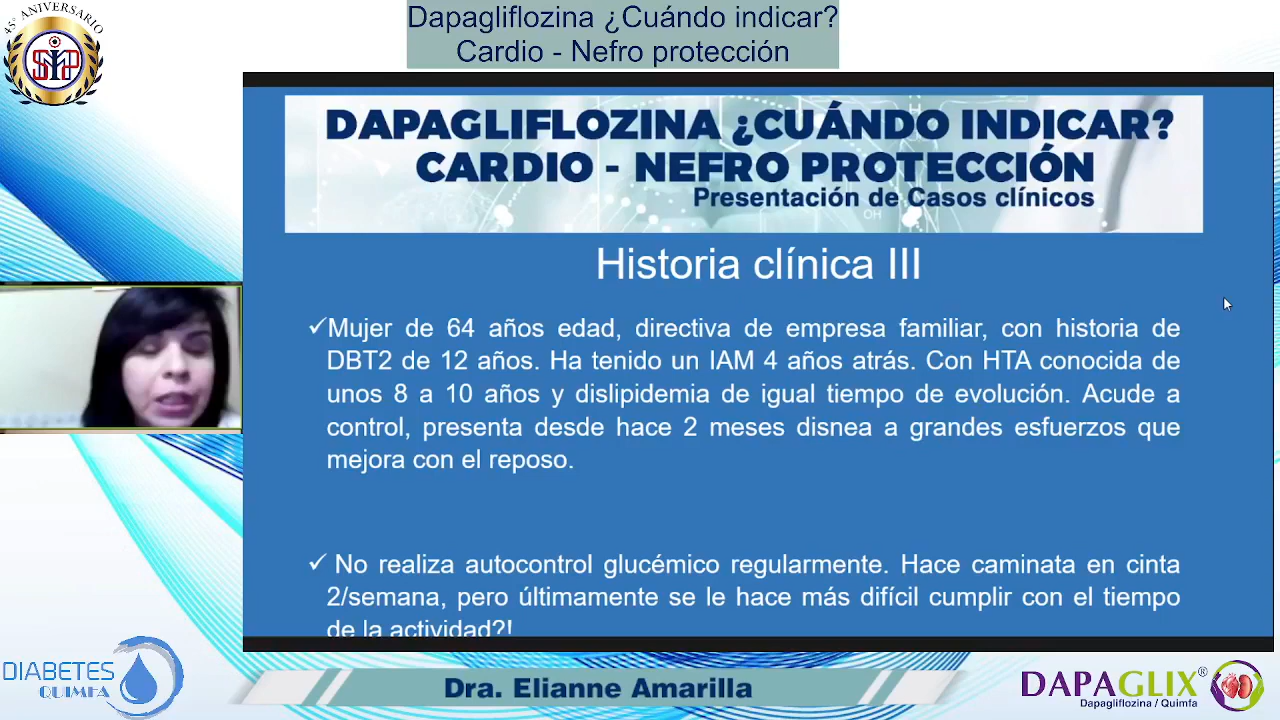 45° ANIVERSARIO
Dapagliflozina ¿Cuándo indicar?
Cardio - Nefro protección
DAPAGLIFLOZINA ¿CUÁNDO INDICAR?
CARDIO - NEFRO PROTECCIÓN
Presentación de Casos clínicos
OH
Historia clínica III
✓Mujer de 64 años edad, directiva de empresa familiar, con historia de
DBT2 de 12 años. Ha tenido un IAM 4 años atrás. Con HTA conocida de
unos 8 a 10 años y dislipidemia de igual tiempo de evolución. Acude a
control, presenta desde hace 2 meses disnea a grandes esfuerzos que
mejora con el reposo.
✓ No realiza autocontrol glucémico regularmente. Hace caminata en cinta
2/semana, pero últimamente se le hace más difícil cumplir con el tiempo
de la actividad?!
DIABETES
QUIMFA
Dra. Elianne Amarilla
DAPAGLIX®
Dapagliflozina / Quimfa